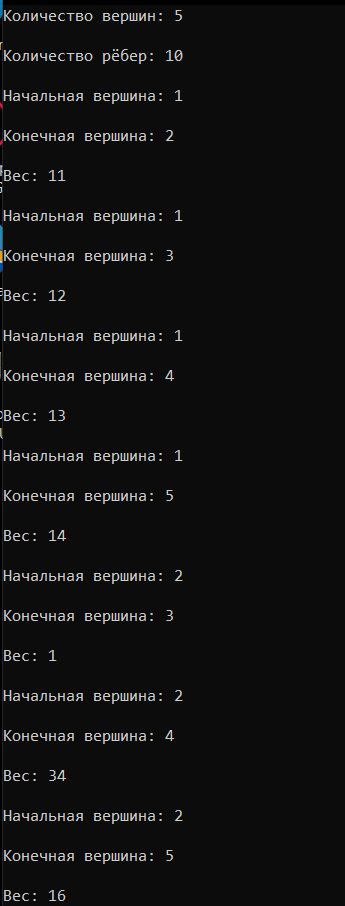 Количество вершин: 5
Количество рёбер: 10
Начальная вершина: 1
Конечная вершина: 2
Вес: 11
Начальная вершина: 1
Конечная вершина: 3
Вес: 12
Начальная вершина: 1
Конечная вершина: 4
Вес: 13
Начальная вершина: 1
Конечная вершина: 5
Вес: 14
Начальная вершина: 2
Конечная вершина: 3
Вес: 1
Начальная вершина: 2
Конечная вершина: 4
Вес: 34
Начальная вершина: 2
Конечная вершина: 5
Вес: 16